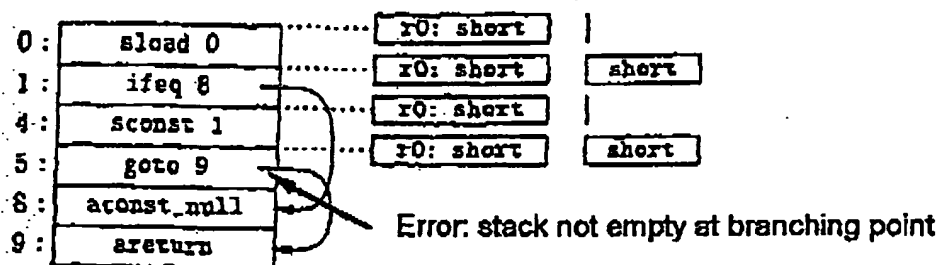 0: sload 0 r0: short
1: ifeq 8 r0: short short
4: sconst 1 r0: short
5: goto 9 r0: short short
8: aconst_null
Error: stack not empty at branching point
9: areturn